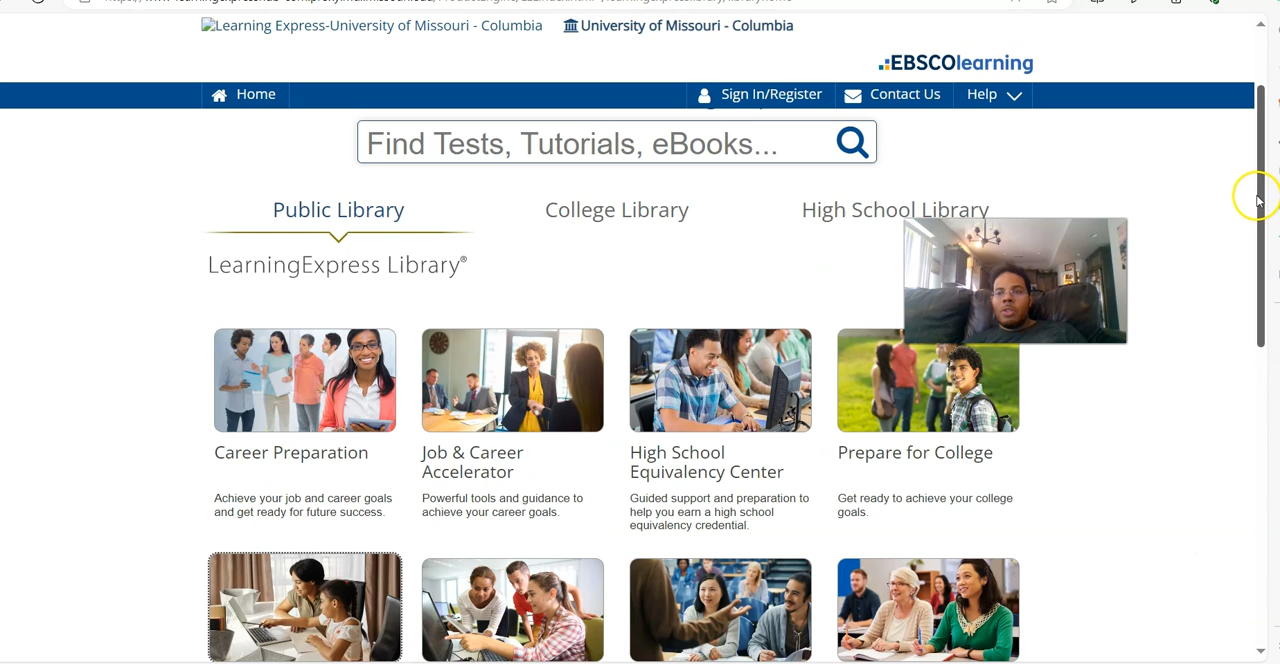 Learning Express-University of Missouri - Columbia
University of Missouri - Columbia
EBSCOlearning
Home
Sign In/Register
Contact Us
Help
Find Tests, Tutorials, eBooks...
Public Library
College Library
High School Library
LearningExpress Library®
Career Preparation
Job & Career
Accelerator
High School
Equivalency Center
Prepare for College
Achieve your job and career goals
and get ready for future success.
Powerful tools and guidance to
achieve your career goals.
Guided support and preparation to
help you earn a high school
equivalency credential.
Get ready to achieve your college
goals.